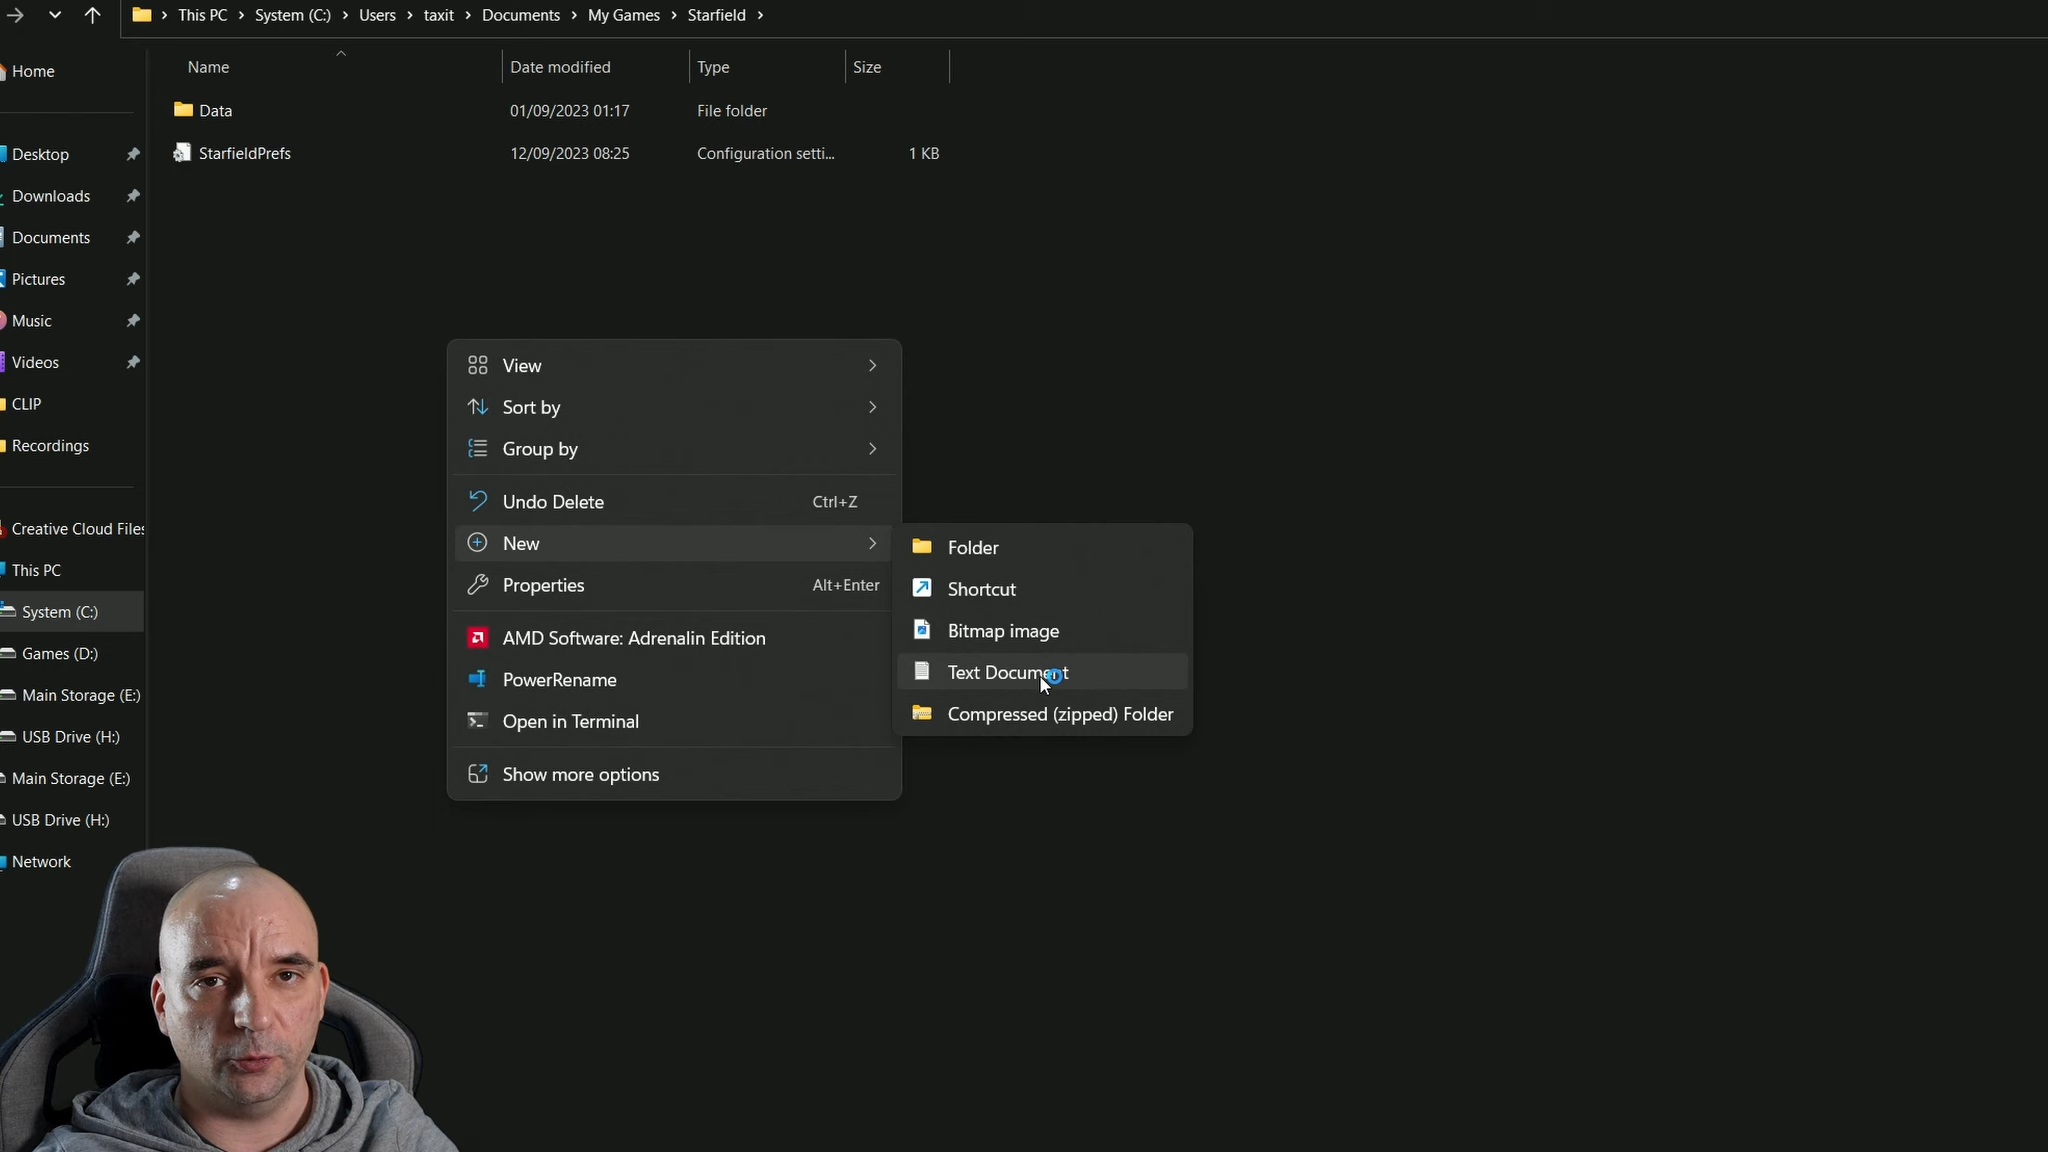 This PC > System (C:) > Users > taxit > Documents > My Games > Starfield >
Name Date modified Type Size
Data 01/09/2023 01:17 File folder
StarfieldPrefs 12/09/2023 08:25 Configuration setti... 1 KB
Home
Desktop
Downloads
Documents
Pictures
Music
Videos
CLIP
Recordings
Creative Cloud Files
This PC
System (C:)
Games (D:)
Main Storage (E:)
USB Drive (H:)
Main Storage (E:)
USB Drive (H:)
Network
View
Sort by
Group by
Undo Delete Ctrl+Z
New
Properties Alt+Enter
AMD Software: Adrenalin Edition
PowerRename
Open in Terminal
Show more options
Folder
Shortcut
Bitmap image
Text Document
Compressed (zipped) Folder